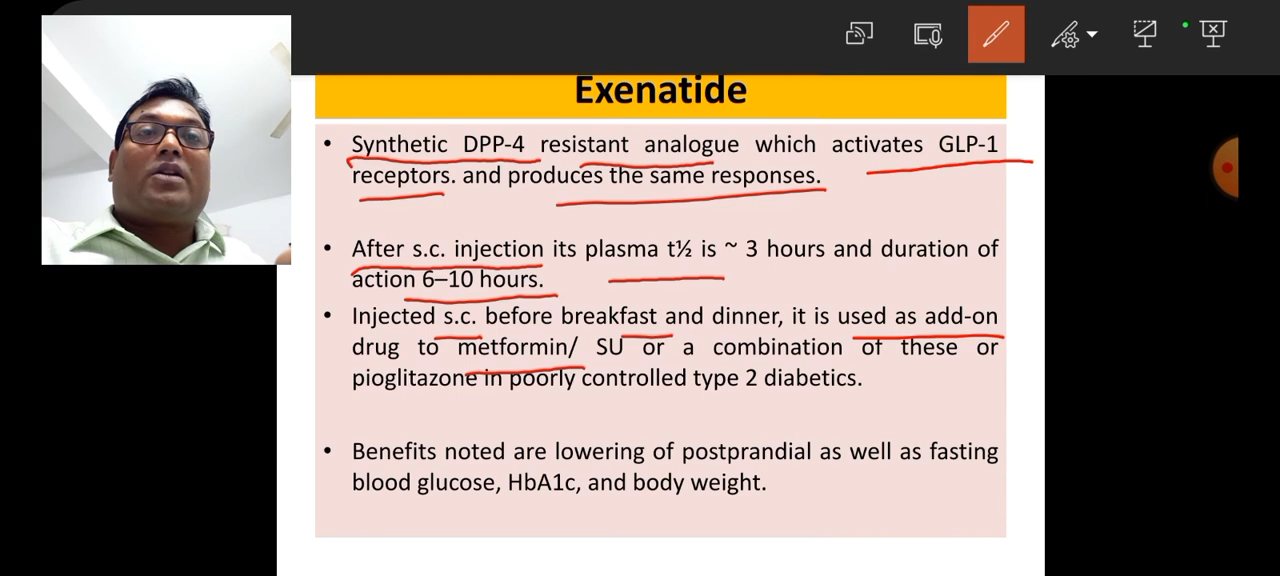 Exenatide
• Synthetic DPP-4 resistant analogue which activates GLP-1
receptors. and produces the same responses.
• After s.c. injection its plasma t½ is ~ 3 hours and duration of
action 6–10 hours.
• Injected s.c. before breakfast and dinner, it is used as add-on
drug to metformin/ SU or a combination of these or
pioglitazone in poorly controlled type 2 diabetics.
• Benefits noted are lowering of postprandial as well as fasting
blood glucose, HbA1c, and body weight.